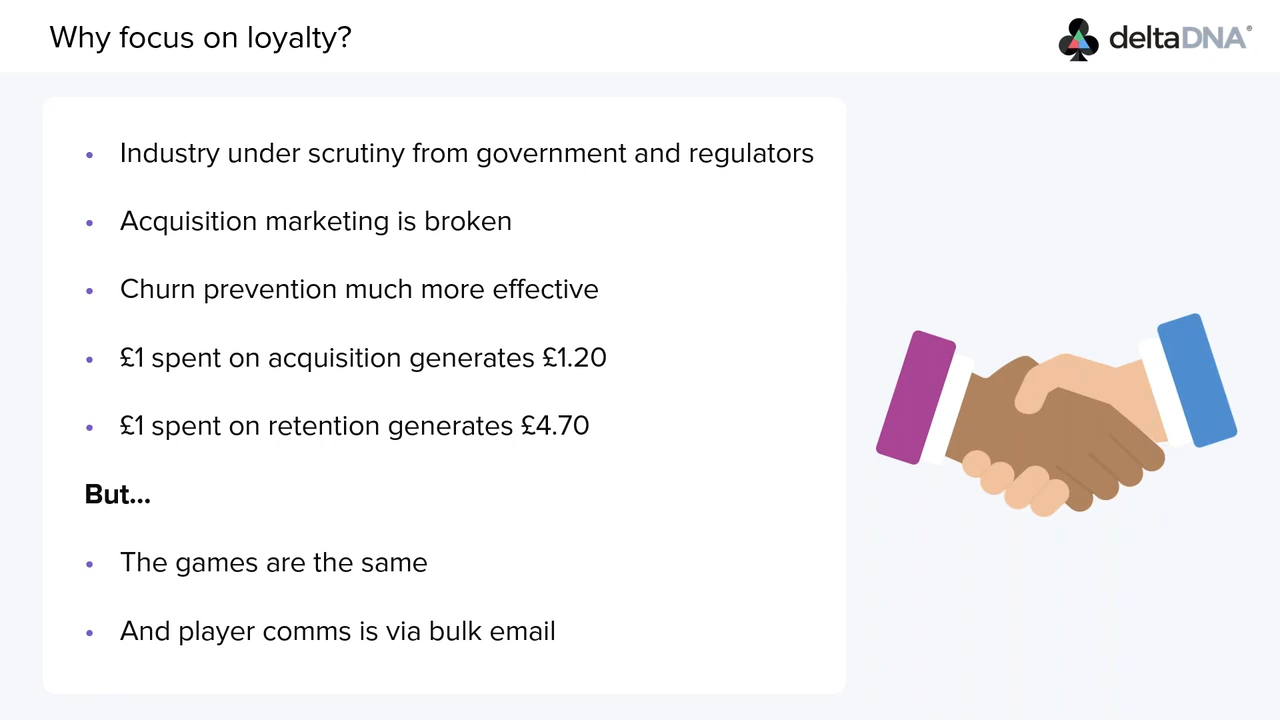 Why focus on loyalty?
deltaDNA®
• Industry under scrutiny from government and regulators
• Acquisition marketing is broken
• Churn prevention much more effective
• £1 spent on acquisition generates £1.20
• £1 spent on retention generates £4.70
But...
• The games are the same
• And player comms is via bulk email